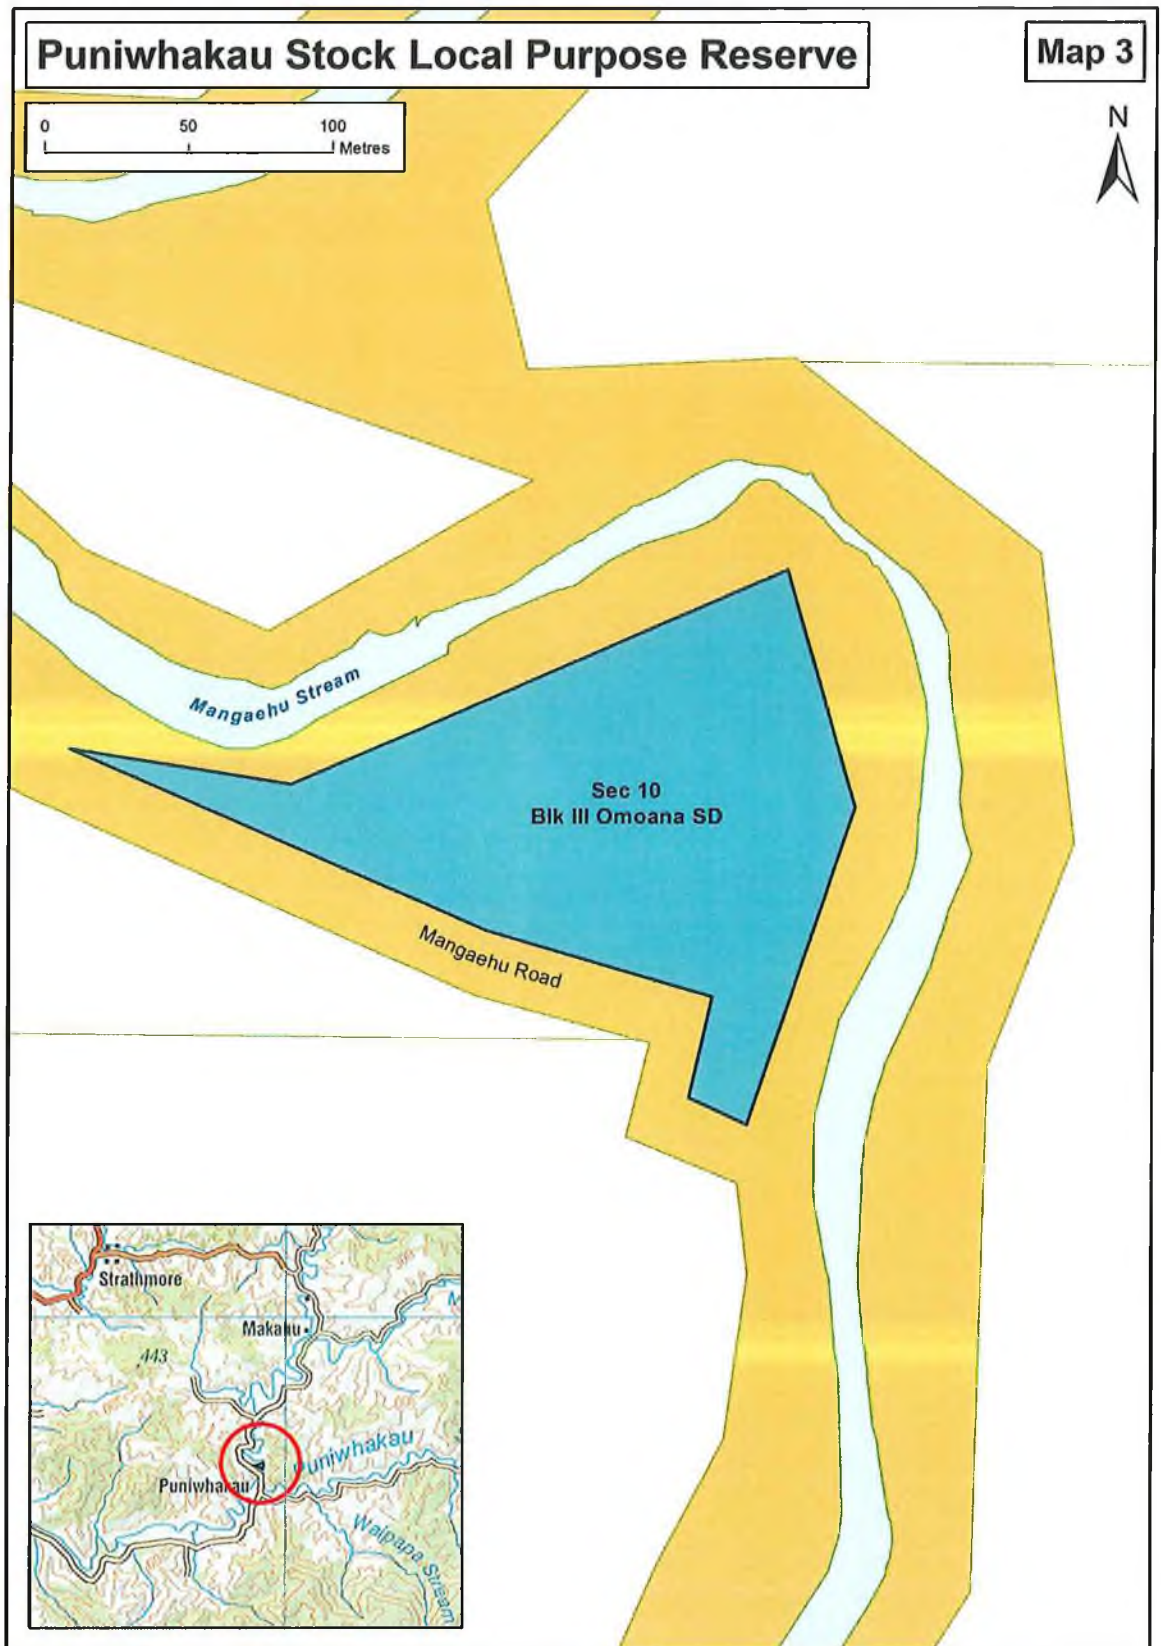 Puniwhakau Stock Local Purpose Reserve
Map 3
0 50 100
Metres
N
Mangaehu Stream
Sec 10
Blk III Omoana SD
Mangaehu Road
Strathmore
Makahu
443
Puniwhakau
Puniwhakau
Waipapa Stream
M